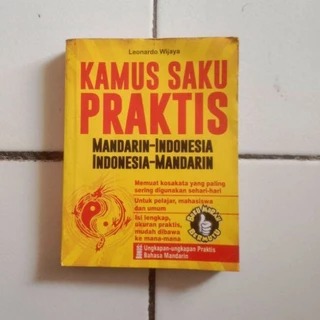 Leonardo Wijaya
KAMUS SAKU
PRAKTIS
MANDARIN-INDONESIA
INDONESIA-MANDARIN
Memuat kosakata yang paling
sering digunakan sehari-hari
Untuk pelajar, mahasiswa
dan umum
Isi lengkap,
ukuran praktis,
mudah dibawa
ke mana-mana
BONUS
Ungkapan-ungkapan Praktis
Bahasa Mandarin